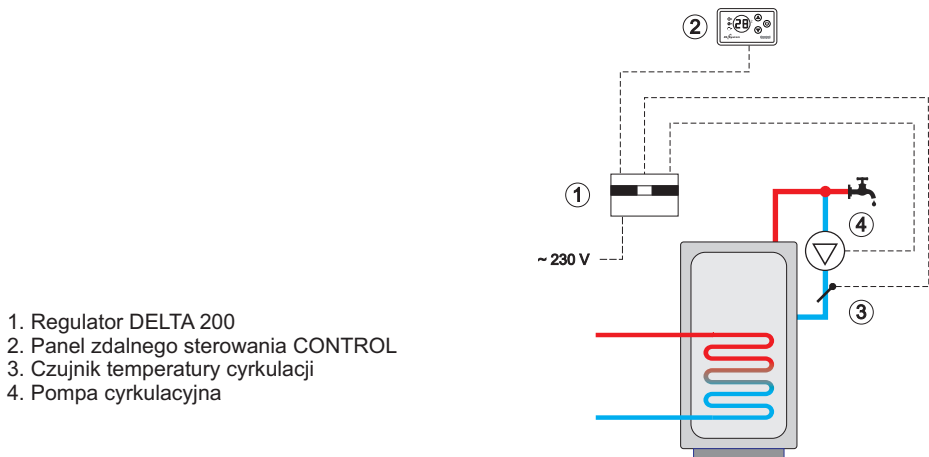 2
28
1
~ 230 V
4
3
1. Regulator DELTA 200
2. Panel zdalnego sterowania CONTROL
3. Czujnik temperatury cyrkulacji
4. Pompa cyrkulacyjna